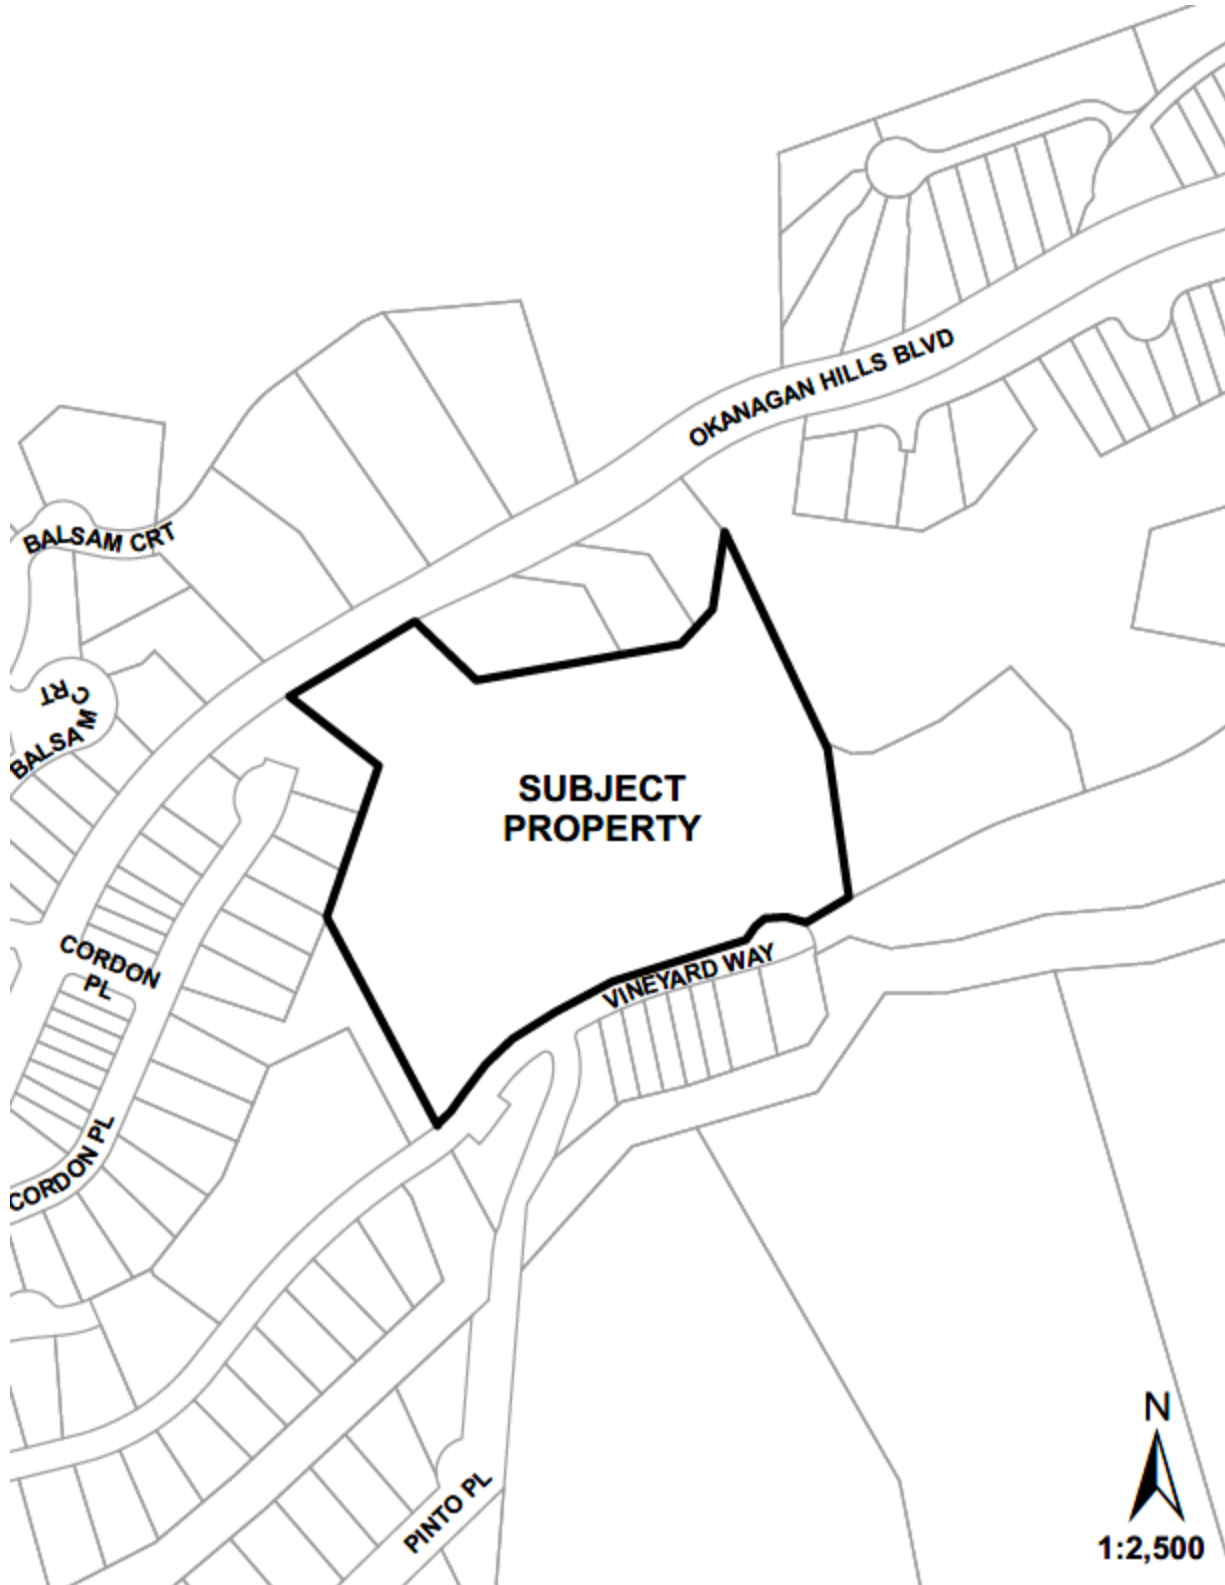 OKANAGAN HILLS BLVD
BALSAM CRT
BALSAM
CRT
SUBJECT
PROPERTY
CORDON
PL
VINEYARD WAY
CORDON PL
PINTO PL
N
1:2,500